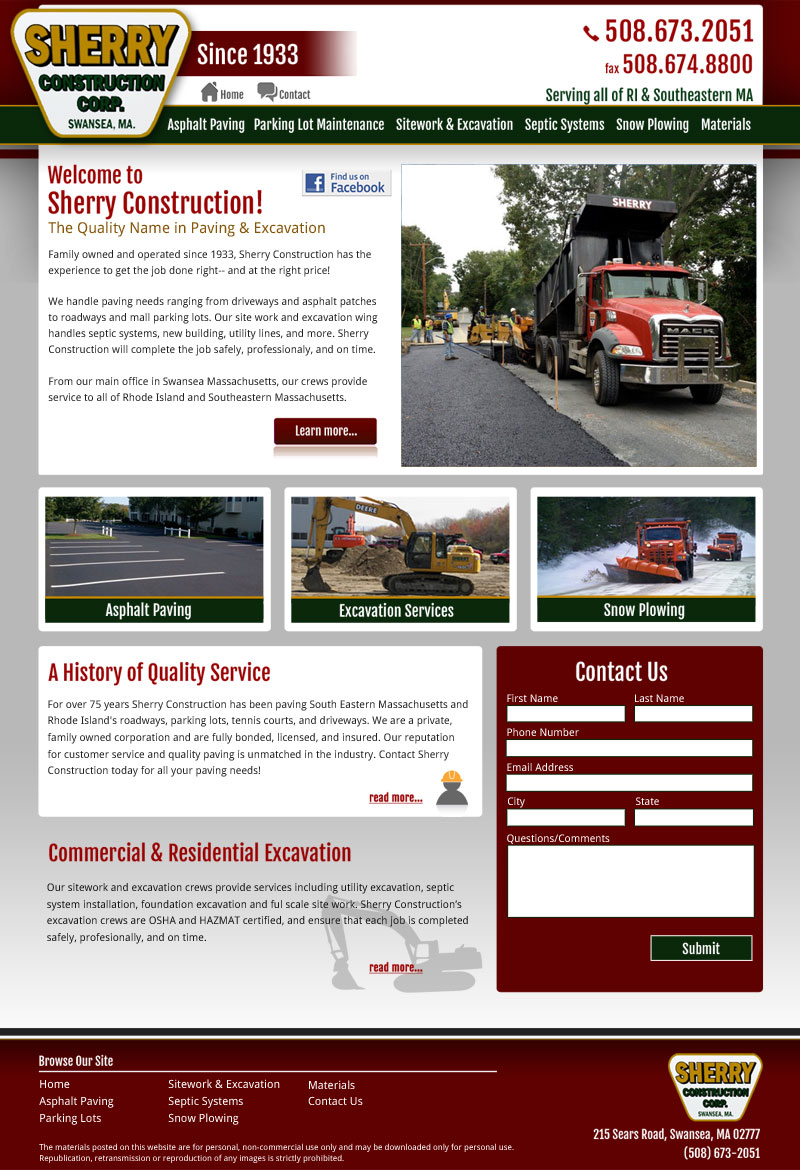 SHERRY
CONSTRUCTION
CORP.
SWANSEA, MA.
Since 1933
Home
Contact
508.673.2051
fax 508.674.8800
Serving all of RI & Southeastern MA
Asphalt Paving Parking Lot Maintenance Sitework & Excavation Septic Systems Snow Plowing Materials
Welcome to
Sherry Construction!
Find us on
Facebook
The Quality Name in Paving & Excavation
Family owned and operated since 1933, Sherry Construction has the
experience to get the job done right-- and at the right price!
We handle paving needs ranging from driveways and asphalt patches
to roadways and mall parking lots. Our site work and excavation wing
handles septic systems, new building, utility lines, and more. Sherry
Construction will complete the job safely, professionaly, and on time.
From our main office in Swansea Massachusetts, our crews provide
service to all of Rhode Island and Southeastern Massachusetts.
Learn more...
SHERRY
MACK
DEERE
Asphalt Paving
Excavation Services
Snow Plowing
A History of Quality Service
For over 75 years Sherry Construction has been paving South Eastern Massachusetts and
Rhode Island's roadways, parking lots, tennis courts, and driveways. We are a private,
family owned corporation and are fully bonded, licensed, and insured. Our reputation
for customer service and quality paving is unmatched in the industry. Contact Sherry
Construction today for all your paving needs!
read more...
Commercial & Residential Excavation
Our sitework and excavation crews provide services including utility excavation, septic
system installation, foundation excavation and ful scale site work. Sherry Construction's
excavation crews are OSHA and HAZMAT certified, and ensure that each job is completed
safely, profesionally, and on time.
read more...
Contact Us
First Name
Last Name
Phone Number
Email Address
City
State
Questions/Comments
Submit
Browse Our Site
Home
Asphalt Paving
Parking Lots
Sitework & Excavation
Septic Systems
Snow Plowing
Materials
Contact Us
The materials posted on this website are for personal, non-commercial use only and may be downloaded only for personal use.
Republication, retransmission or reproduction of any images is strictly prohibited.
SHERRY
CONSTRUCTION
CORP.
SWANSEA, MA.
215 Sears Road, Swansea, MA 02777
(508) 673-2051